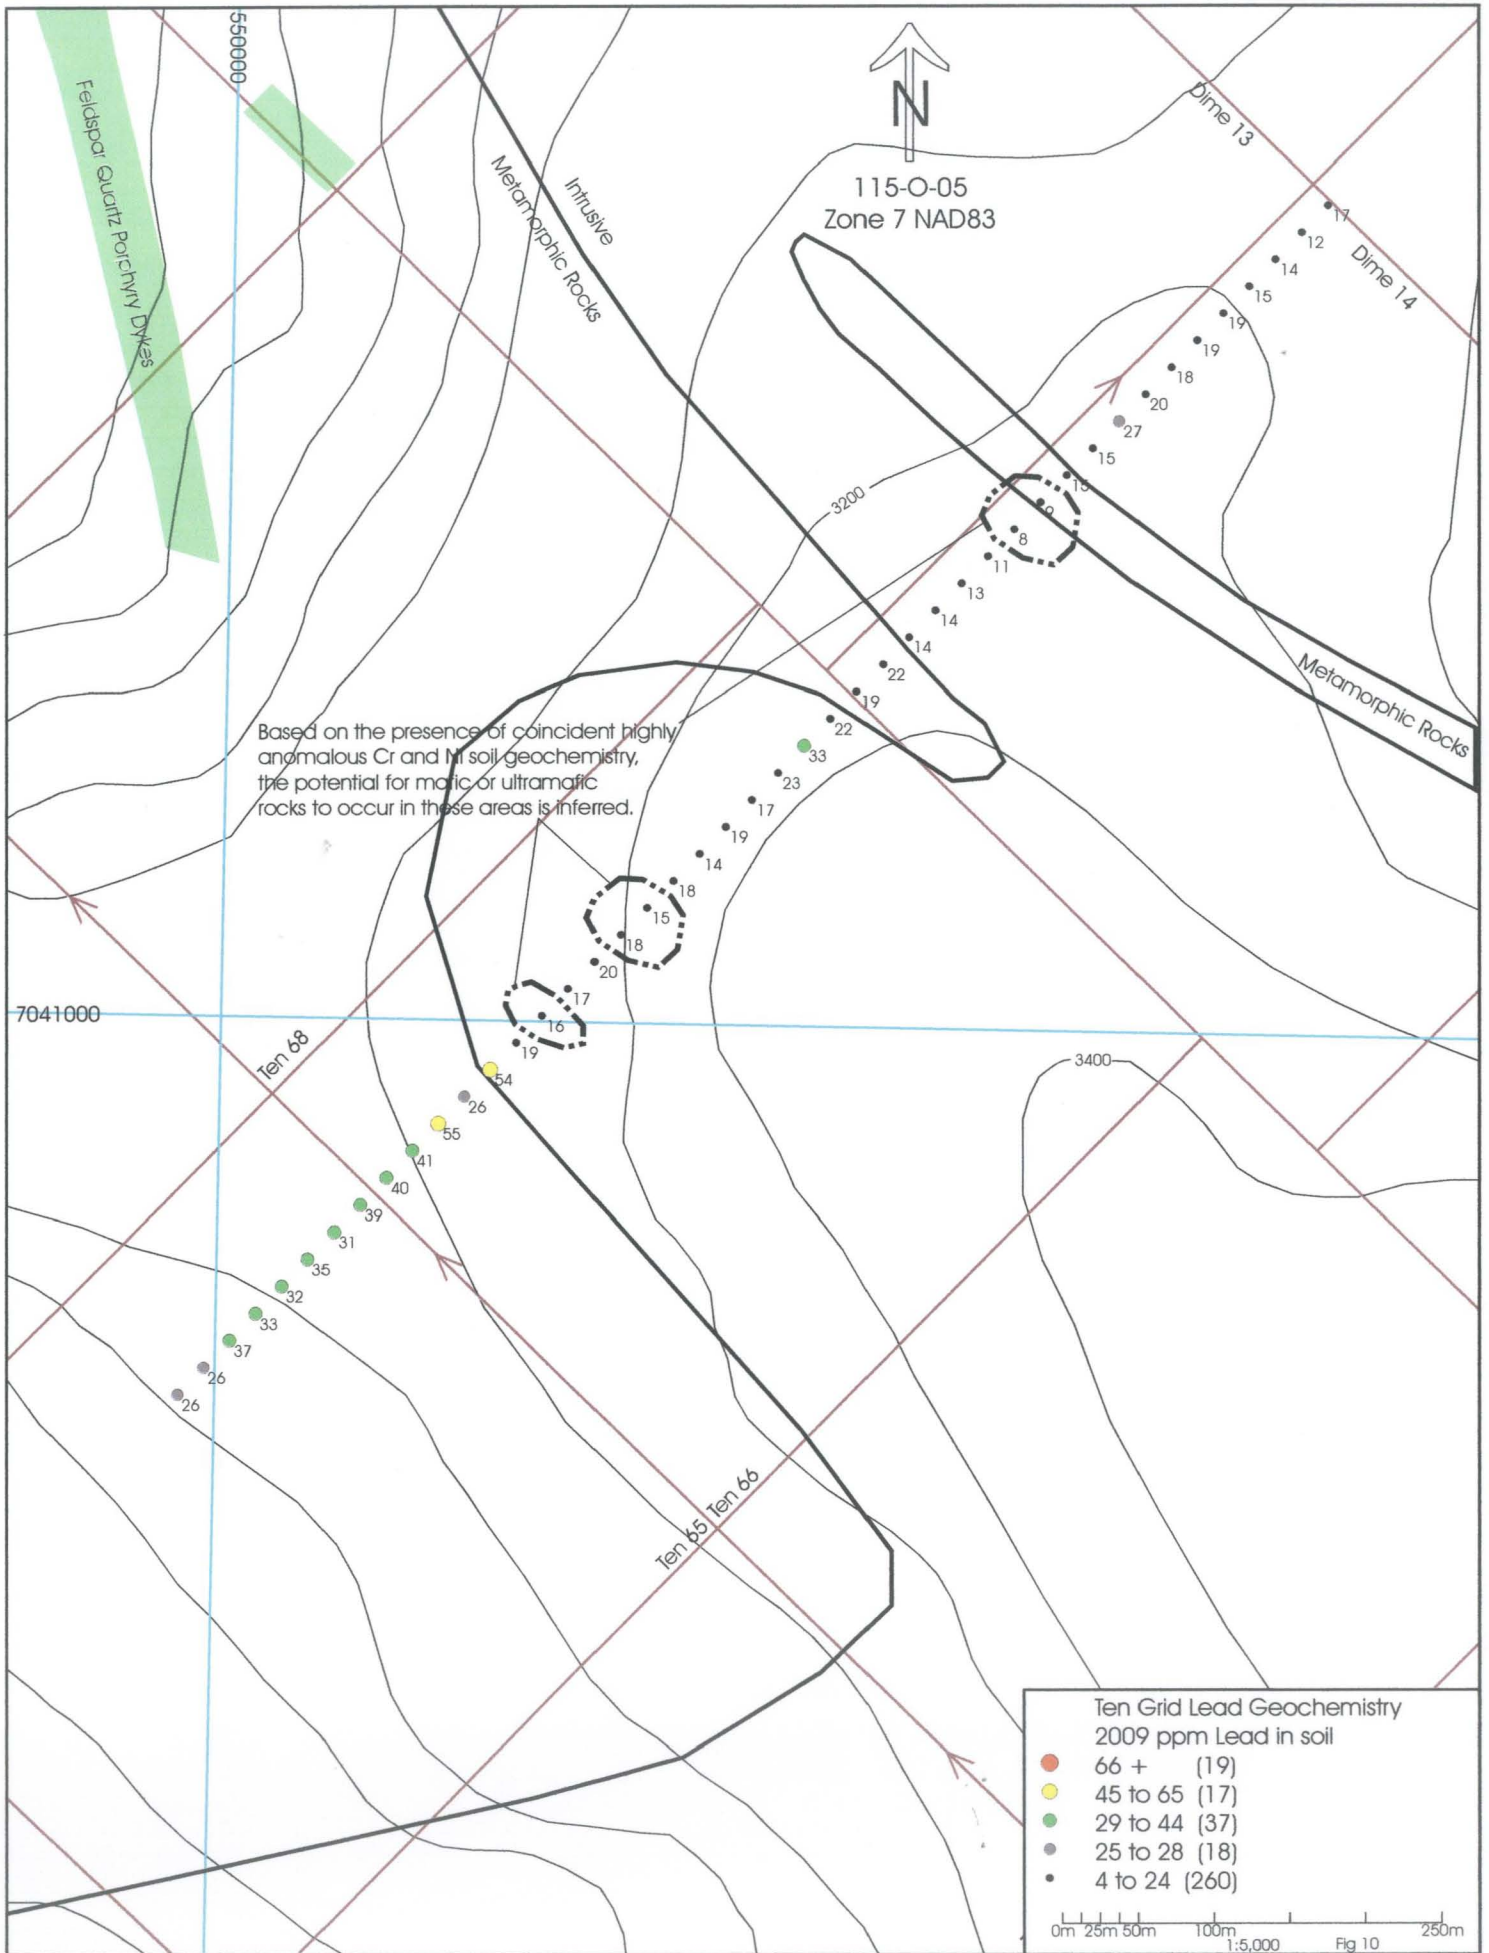 550000
Feldspar Quartz Porphyry Dykes
Intrusive
Metamorphic Rocks
N
115-O-05
Zone 7 NAD83
Dime 13
Dime 14
17
12
14
15
19
19
18
20
27
15
15
9
8
11
13
14
14
22
19
22
33
23
17
19
14
18
15
18
20
17
16
19
54
26
55
41
40
39
31
35
32
33
37
26
26
3200
Metamorphic Rocks
Based on the presence of coincident highly
anomalous Cr and Ni soil geochemistry,
the potential for mafic or ultramafic
rocks to occur in these areas is inferred.
7041000
Ten 68
3400
Ten 66
Ten 65
Ten Grid Lead Geochemistry
2009 ppm Lead in soil
66 + (19)
45 to 65 (17)
29 to 44 (37)
25 to 28 (18)
4 to 24 (260)
0m 25m 50m 100m 250m
1:5,000 Fig 10